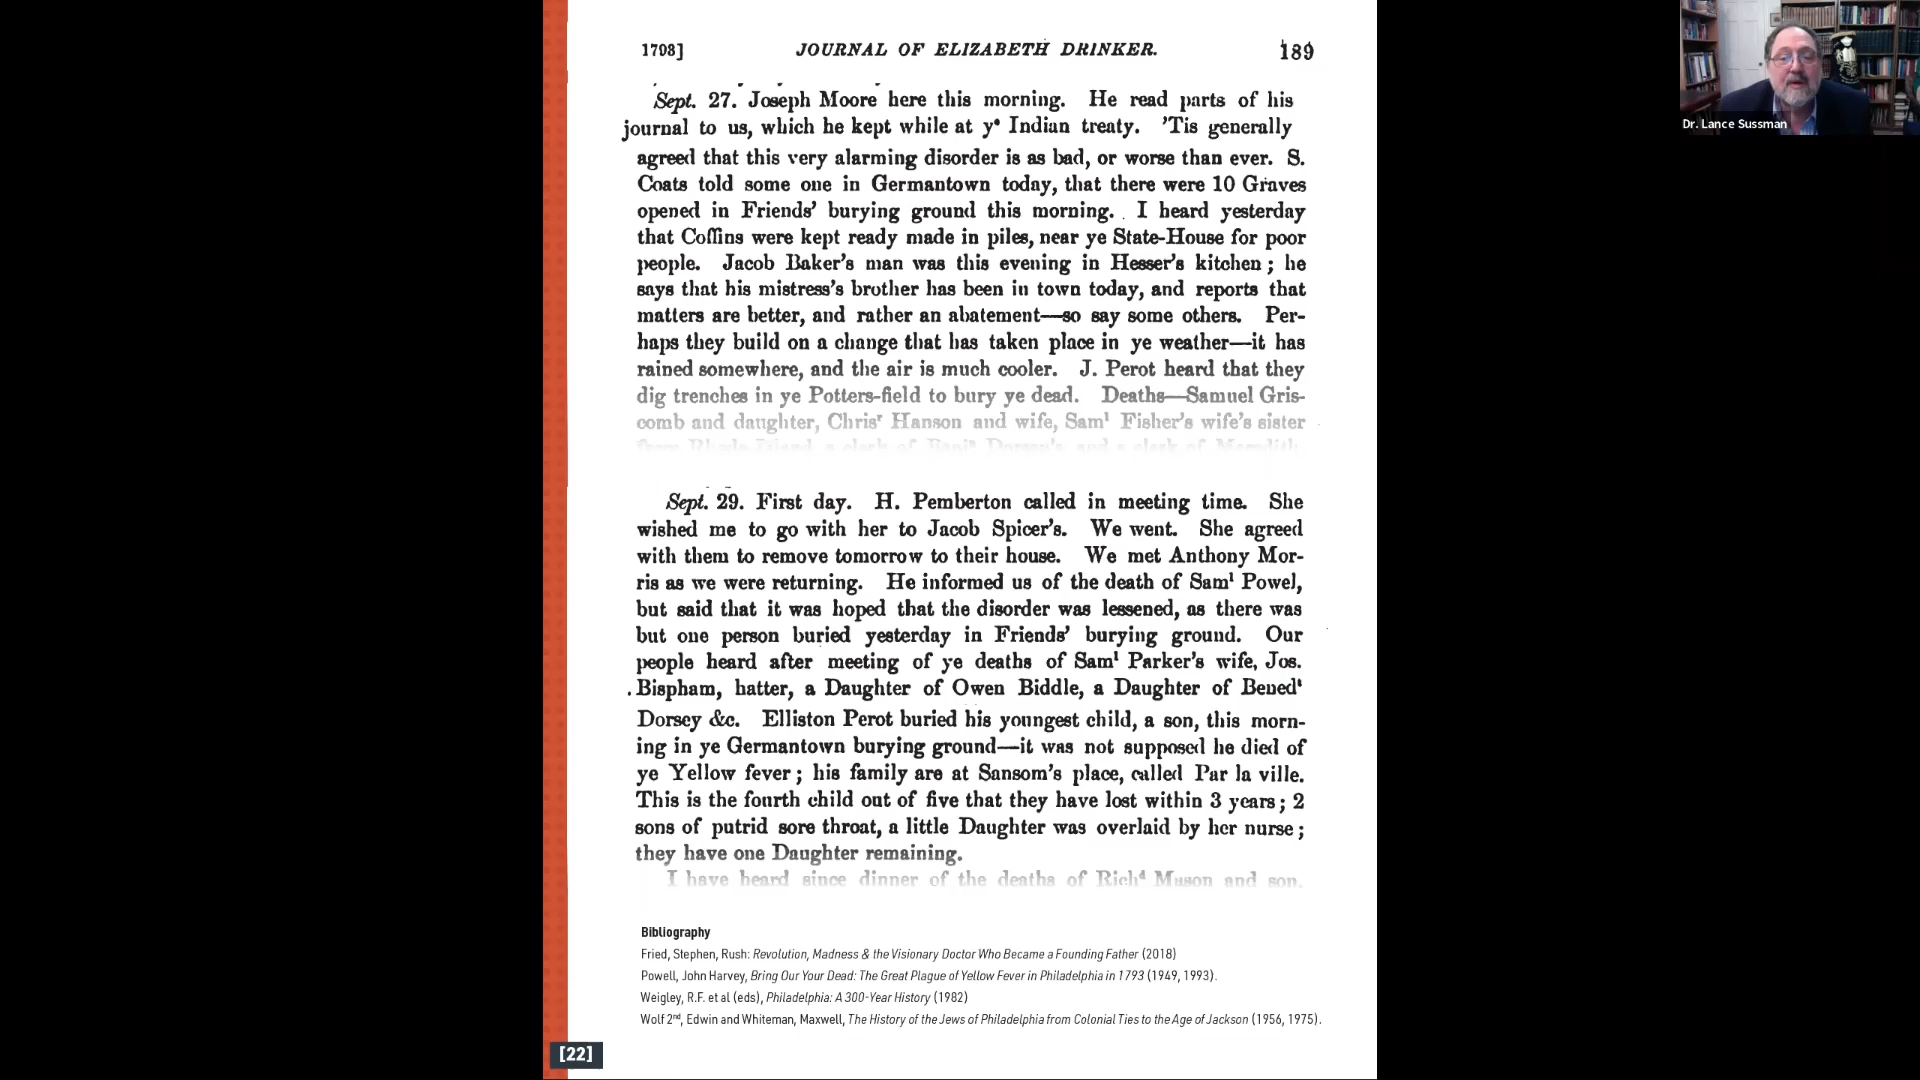 1793] JOURNAL OF ELIZABETH DRINKER. 189
Sept. 27. Joseph Moore here this morning. He read parts of his
journal to us, which he kept while at yᵉ Indian treaty. 'Tis generally
agreed that this very alarming disorder is as bad, or worse than ever. S.
Coats told some one in Germantown today, that there were 10 Graves
opened in Friends' burying ground this morning. I heard yesterday
that Coffins were kept ready made in piles, near ye State-House for poor
people. Jacob Baker's man was this evening in Hesser's kitchen; he
says that his mistress's brother has been in town today, and reports that
matters are better, and rather an abatement—so say some others. Per-
haps they build on a change that has taken place in ye weather—it has
rained somewhere, and the air is much cooler. J. Perot heard that they
dig trenches in ye Potters-field to bury ye dead. Deaths—Samuel Gris-
comb and daughter, Chrisʳ Hanson and wife, Samˡ Fisher's wife's sister
from Rhode Island, a clerk of Benjⁿ Dorsey's, and a clerk of Meredith
Sept. 29. First day. H. Pemberton called in meeting time. She
wished me to go with her to Jacob Spicer's. We went. She agreed
with them to remove tomorrow to their house. We met Anthony Mor-
ris as we were returning. He informed us of the death of Samˡ Powel,
but said that it was hoped that the disorder was lessened, as there was
but one person buried yesterday in Friends' burying ground. Our
people heard after meeting of ye deaths of Samˡ Parker's wife, Jos.
Bispham, hatter, a Daughter of Owen Biddle, a Daughter of Benedᵗ
Dorsey &c. Elliston Perot buried his youngest child, a son, this morn-
ing in ye Germantown burying ground—it was not supposed he died of
ye Yellow fever; his family are at Sansom's place, called Par la ville.
This is the fourth child out of five that they have lost within 3 years; 2
sons of putrid sore throat, a little Daughter was overlaid by her nurse;
they have one Daughter remaining.
I have heard since dinner of the deaths of Richᵈ Mason and son.
Bibliography
Fried, Stephen, Rush: Revolution, Madness & the Visionary Doctor Who Became a Founding Father (2018)
Powell, John Harvey, Bring Our Your Dead: The Great Plague of Yellow Fever in Philadelphia in 1793 (1949, 1993).
Weigley, R.F. et al (eds), Philadelphia: A 300-Year History (1982)
Wolf 2ⁿᵈ, Edwin and Whiteman, Maxwell, The History of the Jews of Philadelphia from Colonial Ties to the Age of Jackson (1956, 1975).
[22]
Dr. Lance Sussman